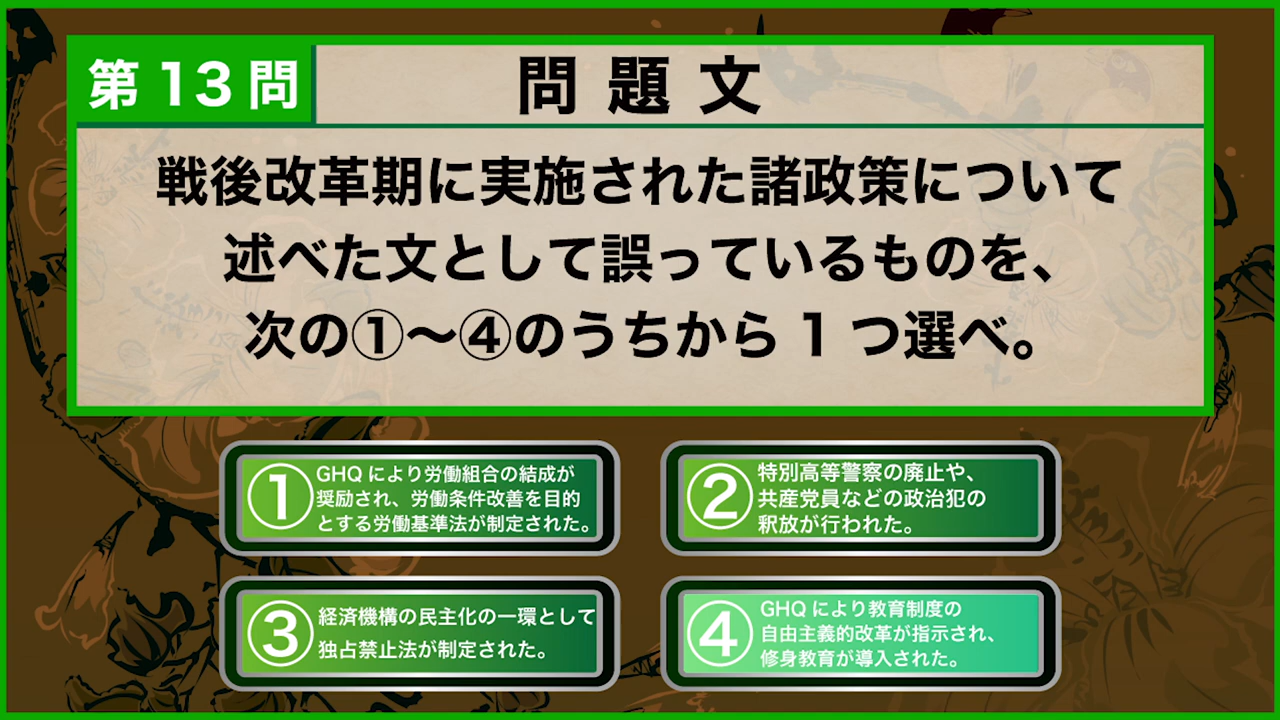 第13問
問題文
戦後改革期に実施された諸政策について
述べた文として誤っているものを、
次の①〜④のうちから1つ選べ。
①
GHQにより労働組合の結成が
奨励され、労働条件改善を目的
とする労働基準法が制定された。
②
特別高等警察の廃止や、
共産党員などの政治犯の
釈放が行われた。
③
経済機構の民主化の一環として
独占禁止法が制定された。
④
GHQにより教育制度の
自由主義的改革が指示され、
修身教育が導入された。